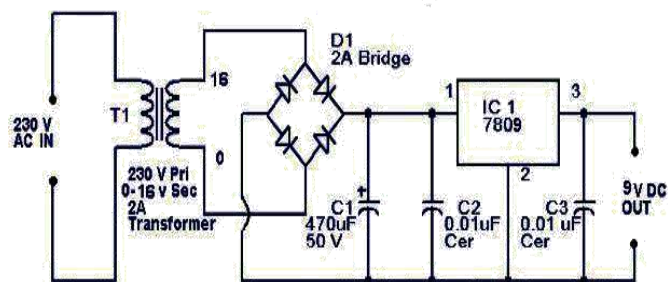 230 V
AC IN
T1
16
0
230 V Pri
0-16 v Sec
2A
Transformer
D1
2A Bridge
C1
470uF
50 V
+
C2
0.01uF
Cer
1
IC 1
7809
2
3
C3
0.01 uF
Cer
9V DC
OUT